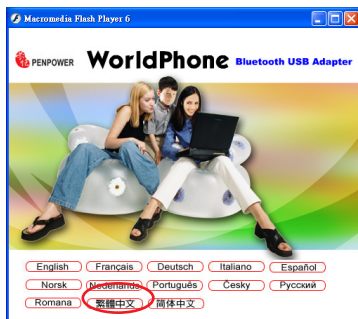 Macromedia Flash Player 6
PENPOWER WorldPhone Bluetooth USB Adapter
English Français Deutsch Italiano Español
Norsk Nederlands Português Česky Русский
Romana 繁體中文 简体中文